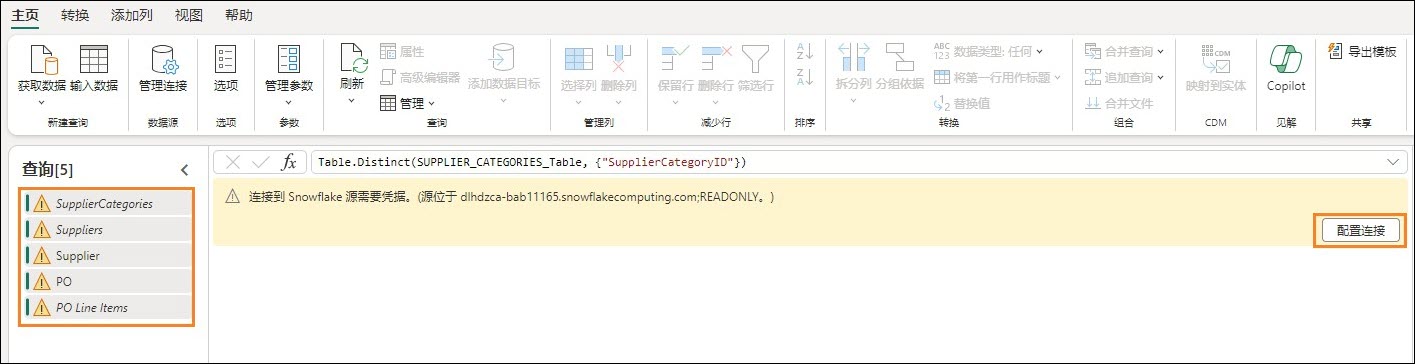 主页 转换 添加列 视图 帮助
获取数据 输入数据 管理连接 选项 管理参数 刷新 属性 高级编辑器 管理 添加数据目标 选择列 删除列 保留行 删除行 筛选行 拆分列 分组依据 数据类型: 任何 将第一行用作标题 替换值 合并查询 追加查询 合并文件 映射到实体 Copilot 导出模板
新建查询 数据源 选项 参数 查询 管理列 减少行 排序 转换 组合 CDM 见解 共享
查询[5]
fx Table.Distinct(SUPPLIER_CATEGORIES_Table, {"SupplierCategoryID"})
连接到 Snowflake 源需要凭据。(源位于 dlhdzca-bab11165.snowflakecomputing.com;READONLY。)
配置连接
SupplierCategories
Suppliers
Supplier
PO
PO Line Items